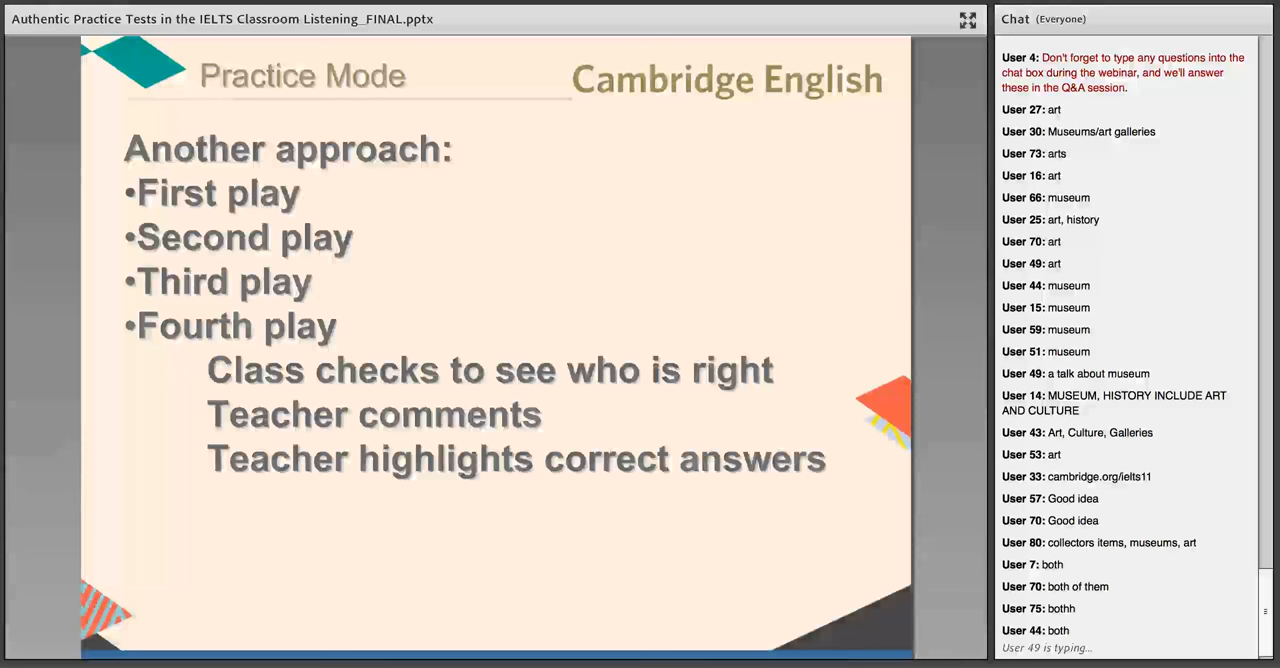 Authentic Practice Tests in the IELTS Classroom Listening_FINAL.pptx
Practice Mode
Cambridge English
Another approach:
•First play
•Second play
•Third play
•Fourth play
Class checks to see who is right
Teacher comments
Teacher highlights correct answers
Chat (Everyone)
User 4: Don't forget to type any questions into the
chat box during the webinar, and we'll answer
these in the Q&A session.
User 27: art
User 30: Museums/art galleries
User 73: arts
User 16: art
User 66: museum
User 25: art, history
User 70: art
User 49: art
User 44: museum
User 15: museum
User 59: museum
User 51: museum
User 49: a talk about museum
User 14: MUSEUM, HISTORY INCLUDE ART
AND CULTURE
User 43: Art, Culture, Galleries
User 53: art
User 33: cambridge.org/ielts11
User 57: Good idea
User 70: Good idea
User 80: collectors items, museums, art
User 7: both
User 70: both of them
User 75: bothh
User 44: both
User 49 is typing...